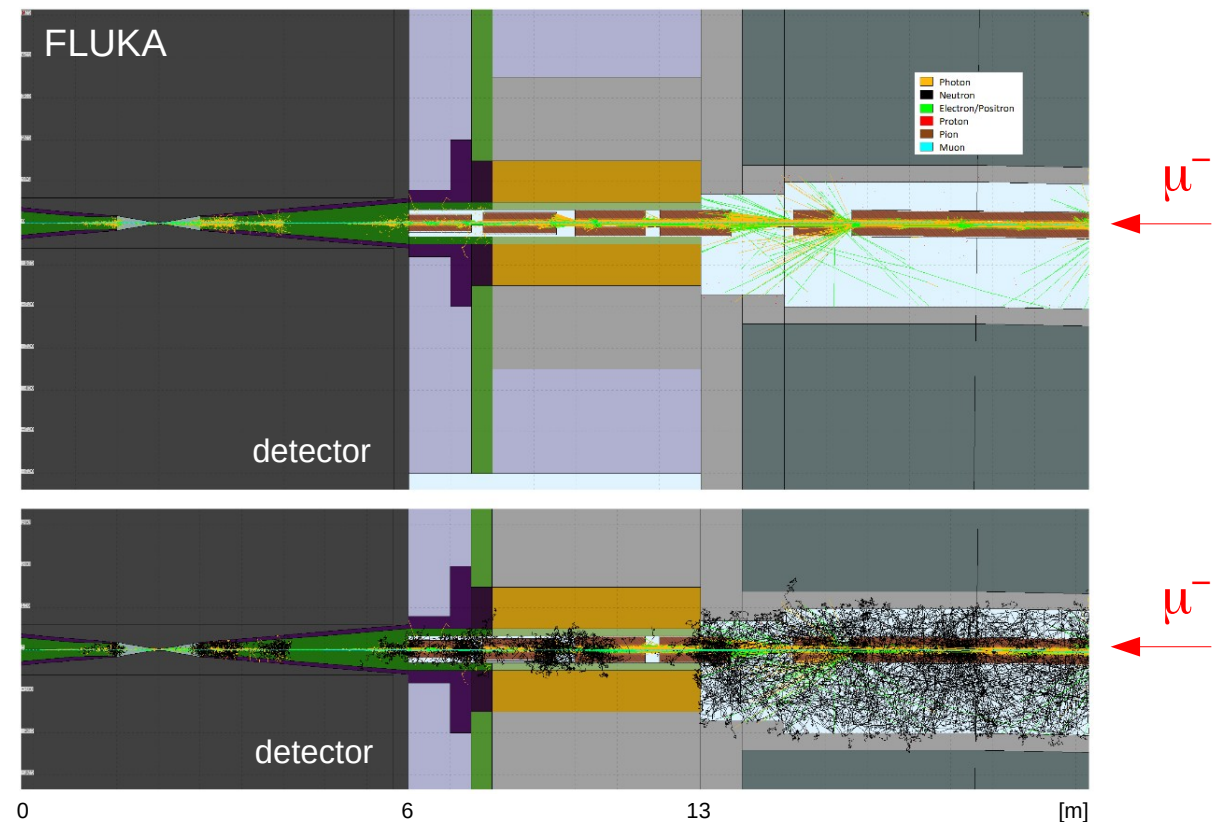 FLUKA
Photon
Neutron
Electron/Positron
Proton
Pion
Muon
μ⁻
detector
μ⁻
detector
0 6 13 [m]